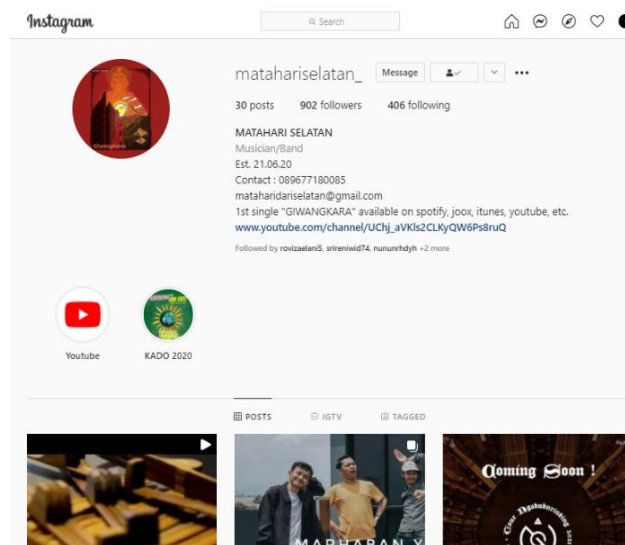 Instagram
Search
matahariselatan_
Message
30 posts 902 followers 406 following
MATAHARI SELATAN
Musician/Band
Est. 21.06.20
Contact : 089677180085
mataharidariselatan@gmail.com
1st single "GIWANGKARA" available on spotify, joox, itunes, youtube, etc.
www.youtube.com/channel/UChj_aVKls2CLKyQW6Ps8ruQ
Followed by rovizaelani5, srireniwid74, nununrhdyh +2 more
Youtube
KADO 2020
POSTS
IGTV
TAGGED
MARHABAN Y
Coming Soon !